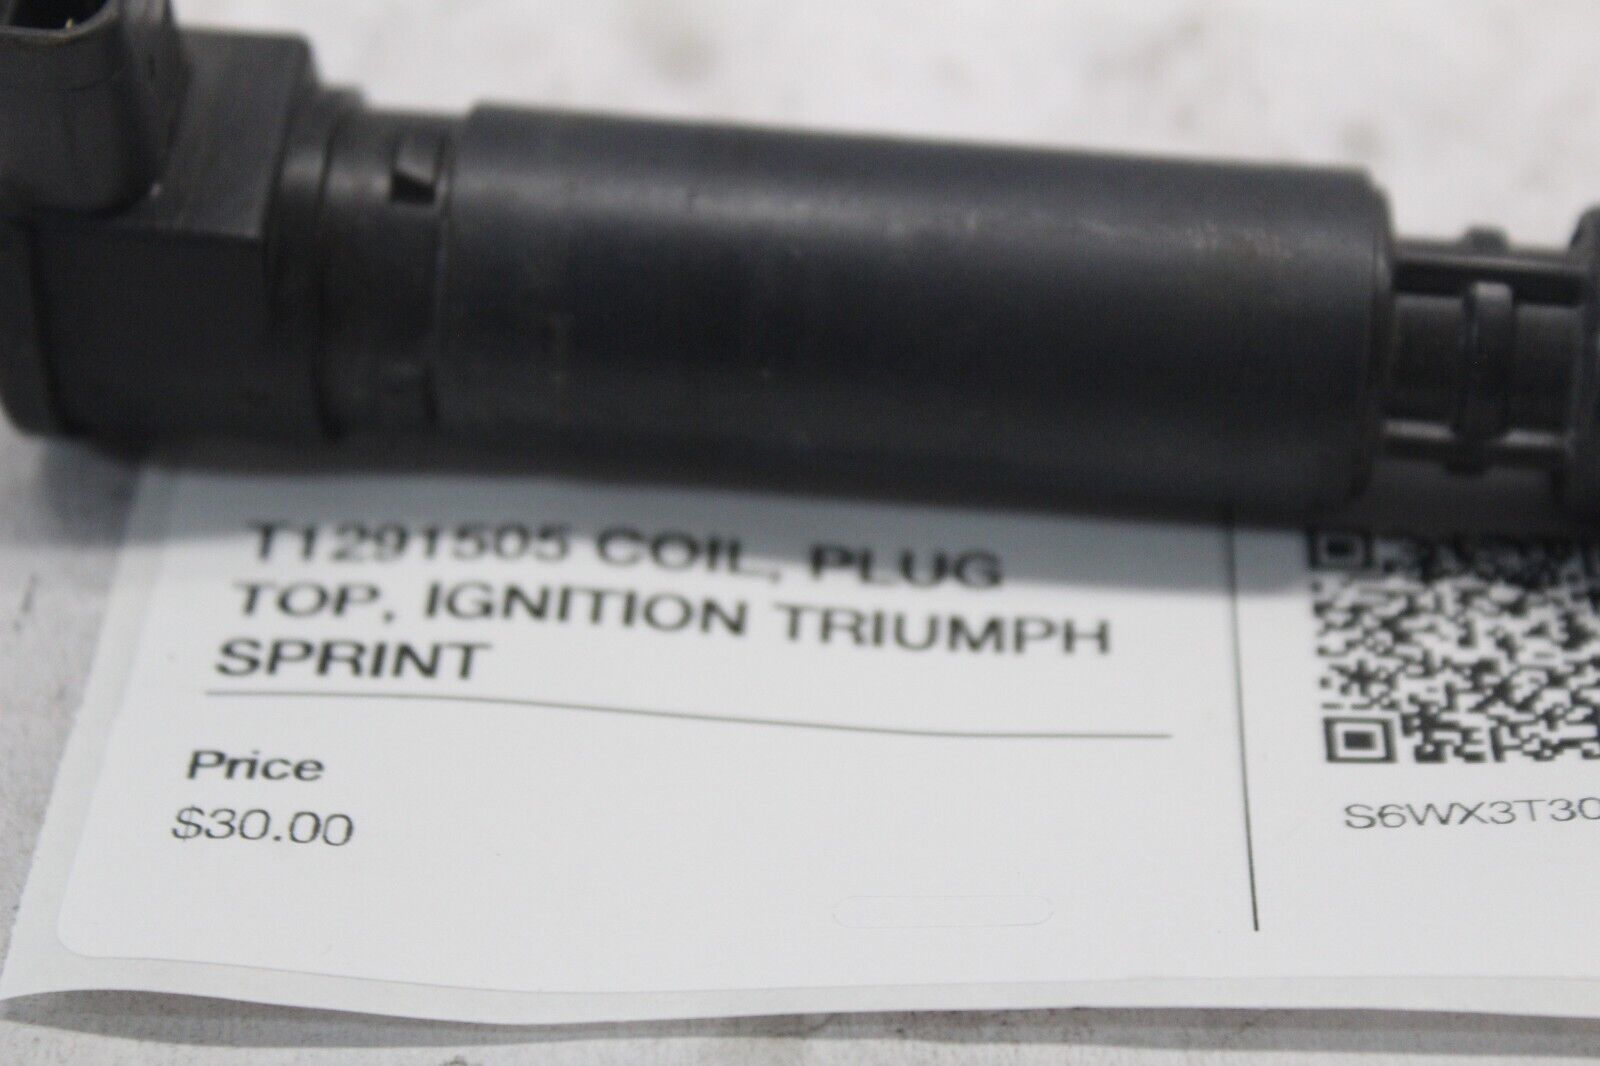 T1291505 COIL, PLUG
TOP, IGNITION TRIUMPH
SPRINT
Price
$30.00
S6WX3T30